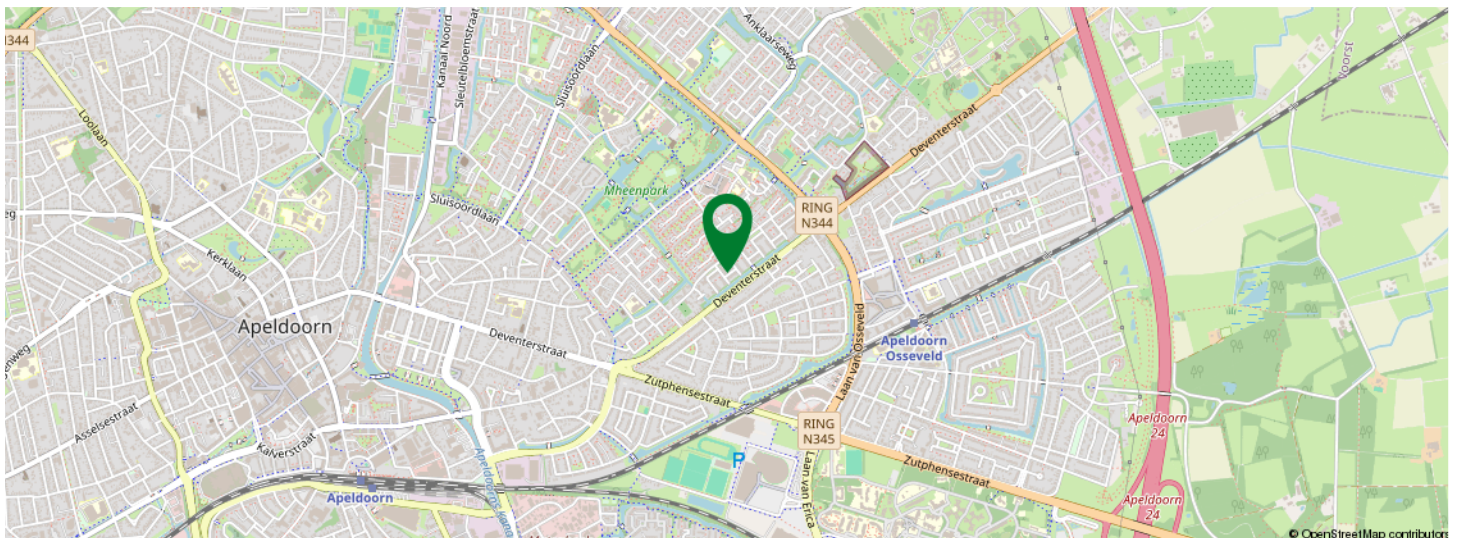 N344
Kanaal Noord
Sleutelbloemstraat
Sluisoordlaan
Anklaarseweg
Loolaan
Deventerstraat
Mheenpark
Sluisoordlaan
RING
N344
Kerklaan
Deventerstraat
Apeldoorn
Deventerstraat
Laan van Osseveld
Apeldoorn
Osseveld
Zutphensestraat
Asselsestraat
Kalverstraat
RING
N345
Apeldoorn
24
P
Zutphensestraat
Laan van Erica
Apeldoorn
Apeldoorn
24
© OpenStreetMap contributors